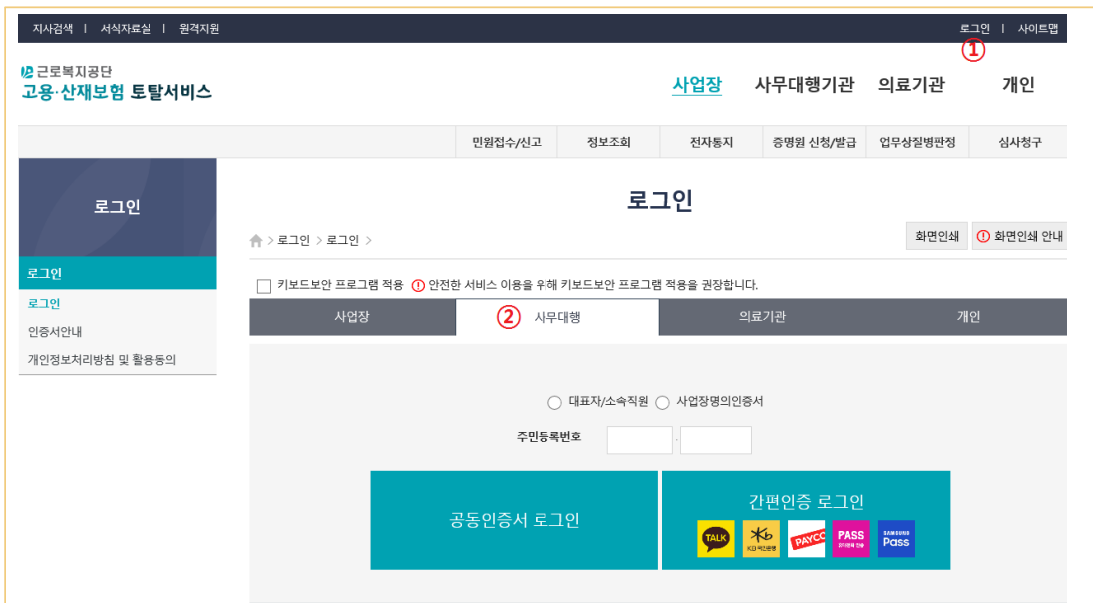 지사검색 | 서식자료실 | 원격지원
로그인 | 사이트맵
①
근로복지공단
고용·산재보험 토탈서비스
사업장 사무대행기관 의료기관 개인
민원접수/신고 정보조회 전자통지 증명원 신청/발급 업무상질병판정 심사청구
로그인
로그인
로그인
인증서안내
개인정보처리방침 및 활용동의
로그인
> 로그인 > 로그인 >
화면인쇄 ! 화면인쇄 안내
키보드보안 프로그램 적용 ! 안전한 서비스 이용을 위해 키보드보안 프로그램 적용을 권장합니다.
사업장 ② 사무대행 의료기관 개인
대표자/소속직원 사업장명의인증서
주민등록번호 -
공동인증서 로그인
간편인증 로그인
TALK KB국민은행 PAYCO PASS SAMSUNG Pass